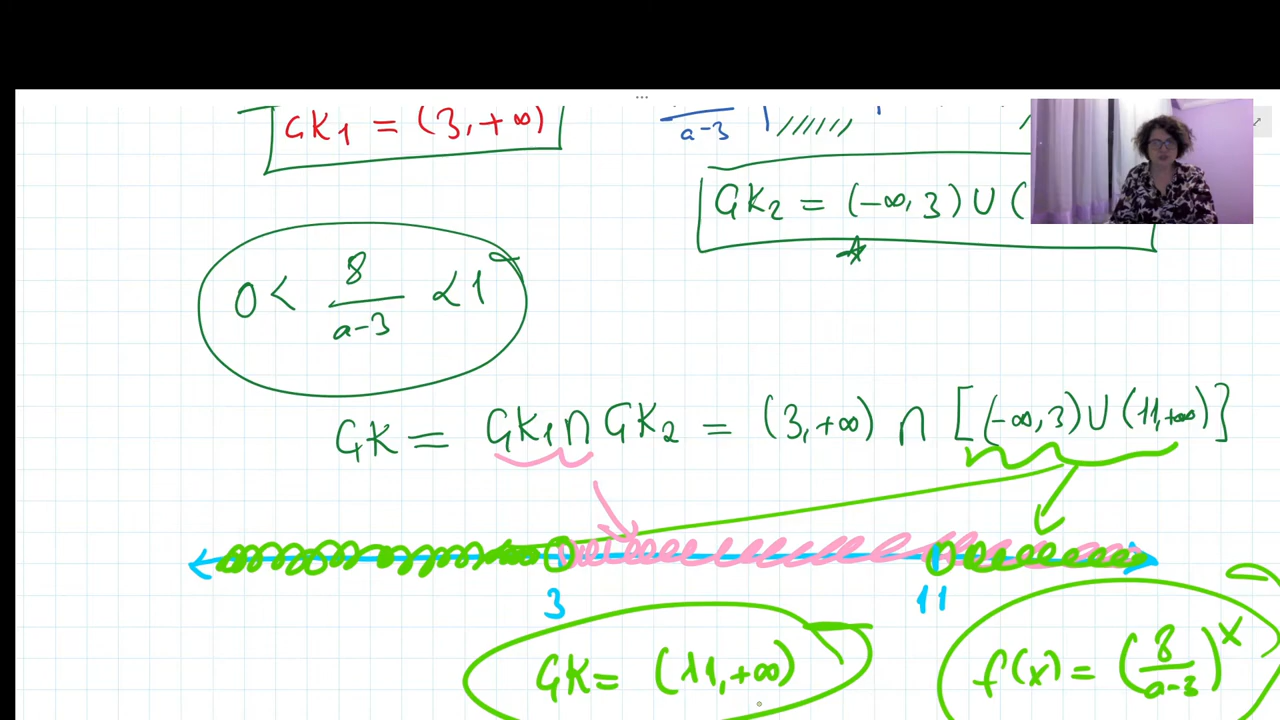 GK₁ = (3, +∞)
a-3
GK₂ = (-∞, 3) ∪ (
0 < 8/(a-3) < 1
GK = GK₁ ∩ GK₂ = (3, +∞) ∩ [(-∞, 3) ∪ (11, +∞)]
3
11
GK = (11, +∞)
f(x) = (8/(a-3))^x